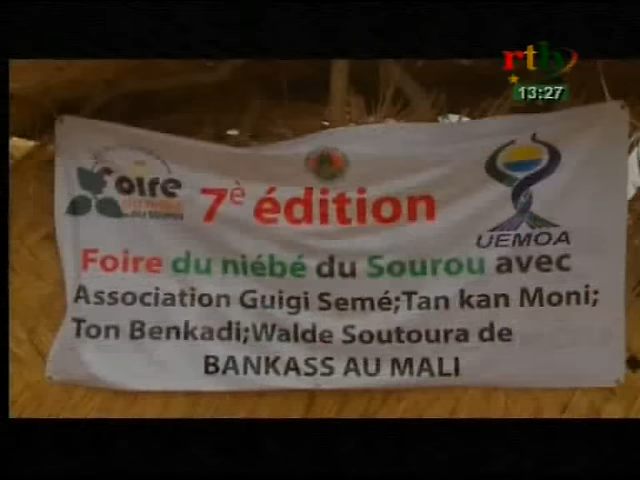 rtb
13:27
Foire
7è édition
UEMOA
Foire du niébé du Sourou avec
Association Guigi Semé;Tan kan Moni;
Ton Benkadi;Walde Soutoura de
BANKASS AU MALI